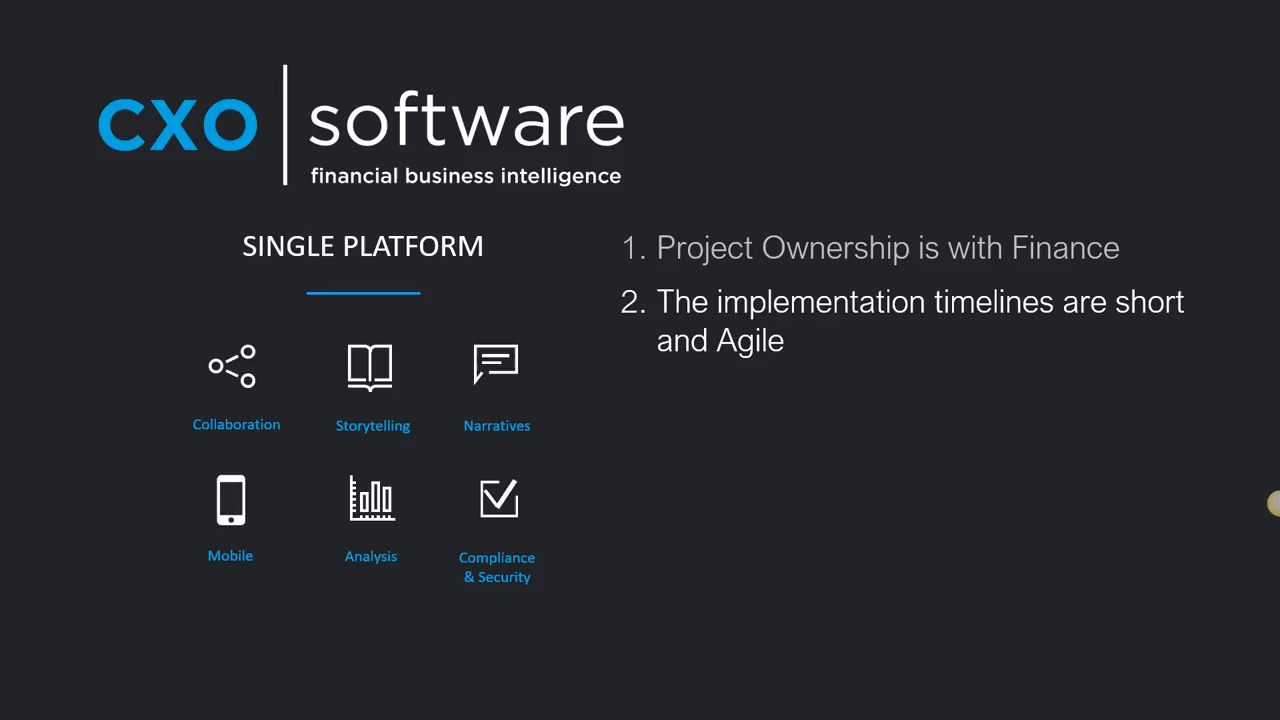 cxo software
financial business intelligence
SINGLE PLATFORM
1. Project Ownership is with Finance
2. The implementation timelines are short
and Agile
Collaboration
Storytelling
Narratives
Mobile
Analysis
Compliance
& Security